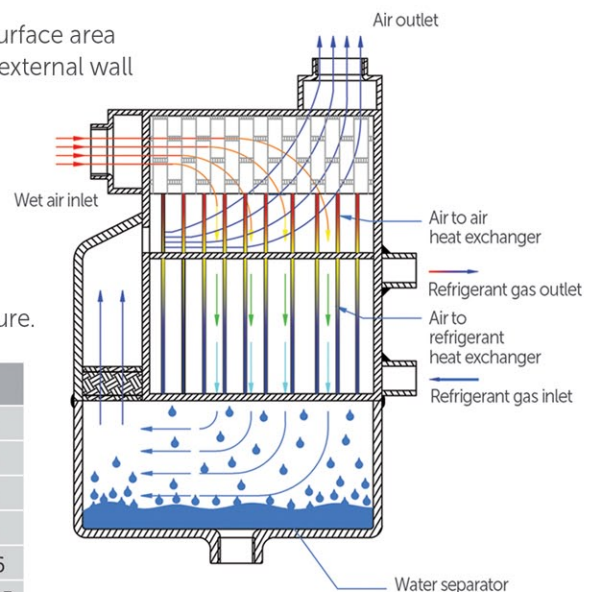 urface area
external wall
ure.
6
Air outlet
Wet air inlet
Air to air
heat exchanger
Refrigerant gas outlet
Air to
refrigerant
heat exchanger
Refrigerant gas inlet
Water separator